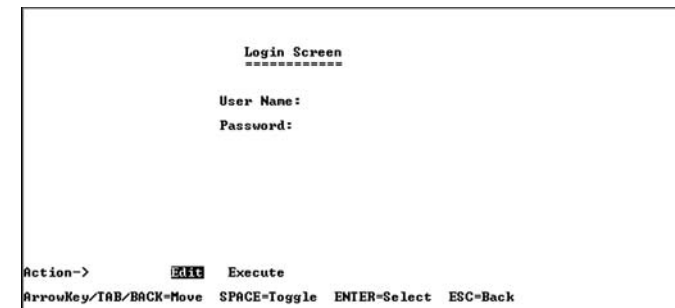 Login Screen
============
User Name:
Password:
Action-> Edit Execute
ArrowKey/TAB/BACK=Move SPACE=Toggle ENTER=Select ESC=Back